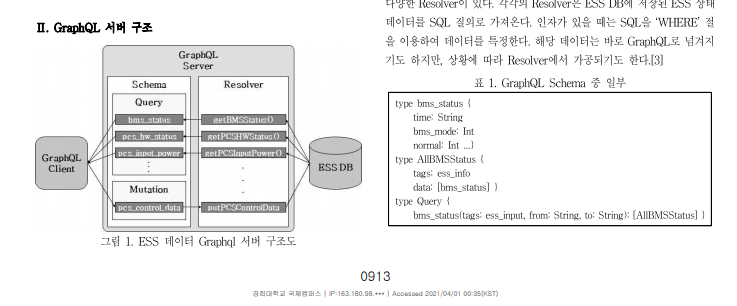 II. GraphQL 서버 구조
GraphQL
Server
Schema
Resolver
Query
bms_status
getBMSStatus()
pcs_hw_status
getPCSHWStatus()
pcs_input_power
getPCSInputPower()
GraphQL
Client
ESS DB
Mutation
pcs_control_data
putPCSControlData
그림 1. ESS 데이터 Graphql 서버 구조도
다양한 Resolver이 있다. 각각의 Resolver은 ESS DB에 저장된 ESS 상태
데이터를 SQL 질의로 가져온다. 인자가 있을 때는 SQL을 ‘WHERE’ 절
을 이용하여 데이터를 특정한다. 해당 데이터는 바로 GraphQL로 넘겨지
기도 하지만, 상황에 따라 Resolver에서 가공되기도 한다.[3]
표 1. GraphQL Schema 중 일부
type bms_status {
time: String
bms_mode: Int
normal: Int ...}
type AllBMSStatus {
tags: ess_info
data: [bms_status] }
type Query {
bms_status(tags: ess_input, from: String, to: String): [AllBMSStatus] }
0913
경희대학교 국제캠퍼스 | IP:163.180.98.*** | Accessed 2021/04/01 00:35(KST)